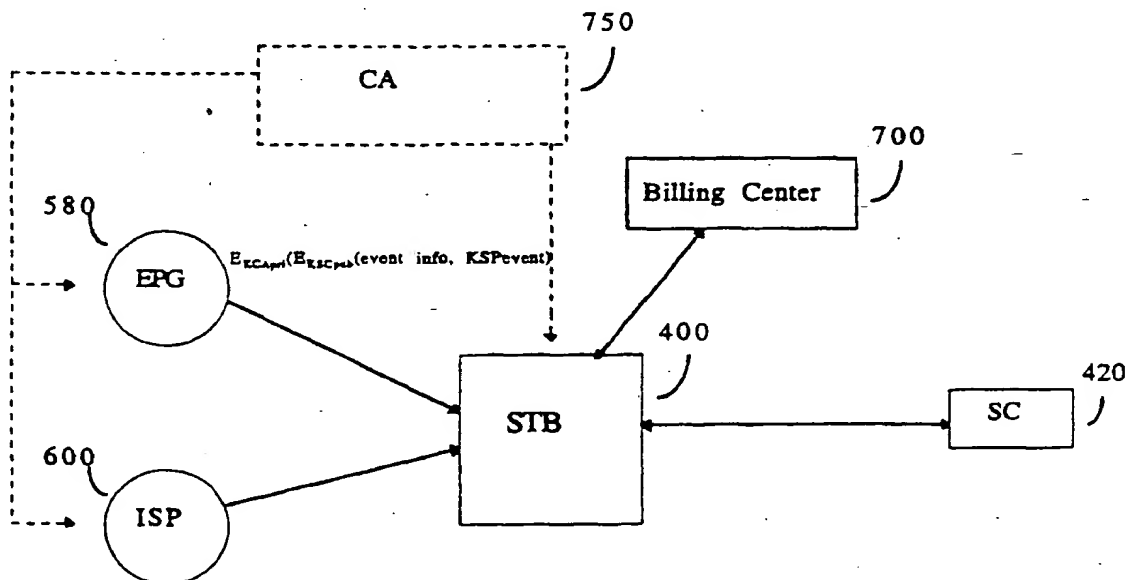 750
CA
700
Billing Center
580
EPG
E_KCApri(E_KSCpub(event info, KSPevent)
400
STB
420
SC
600
ISP